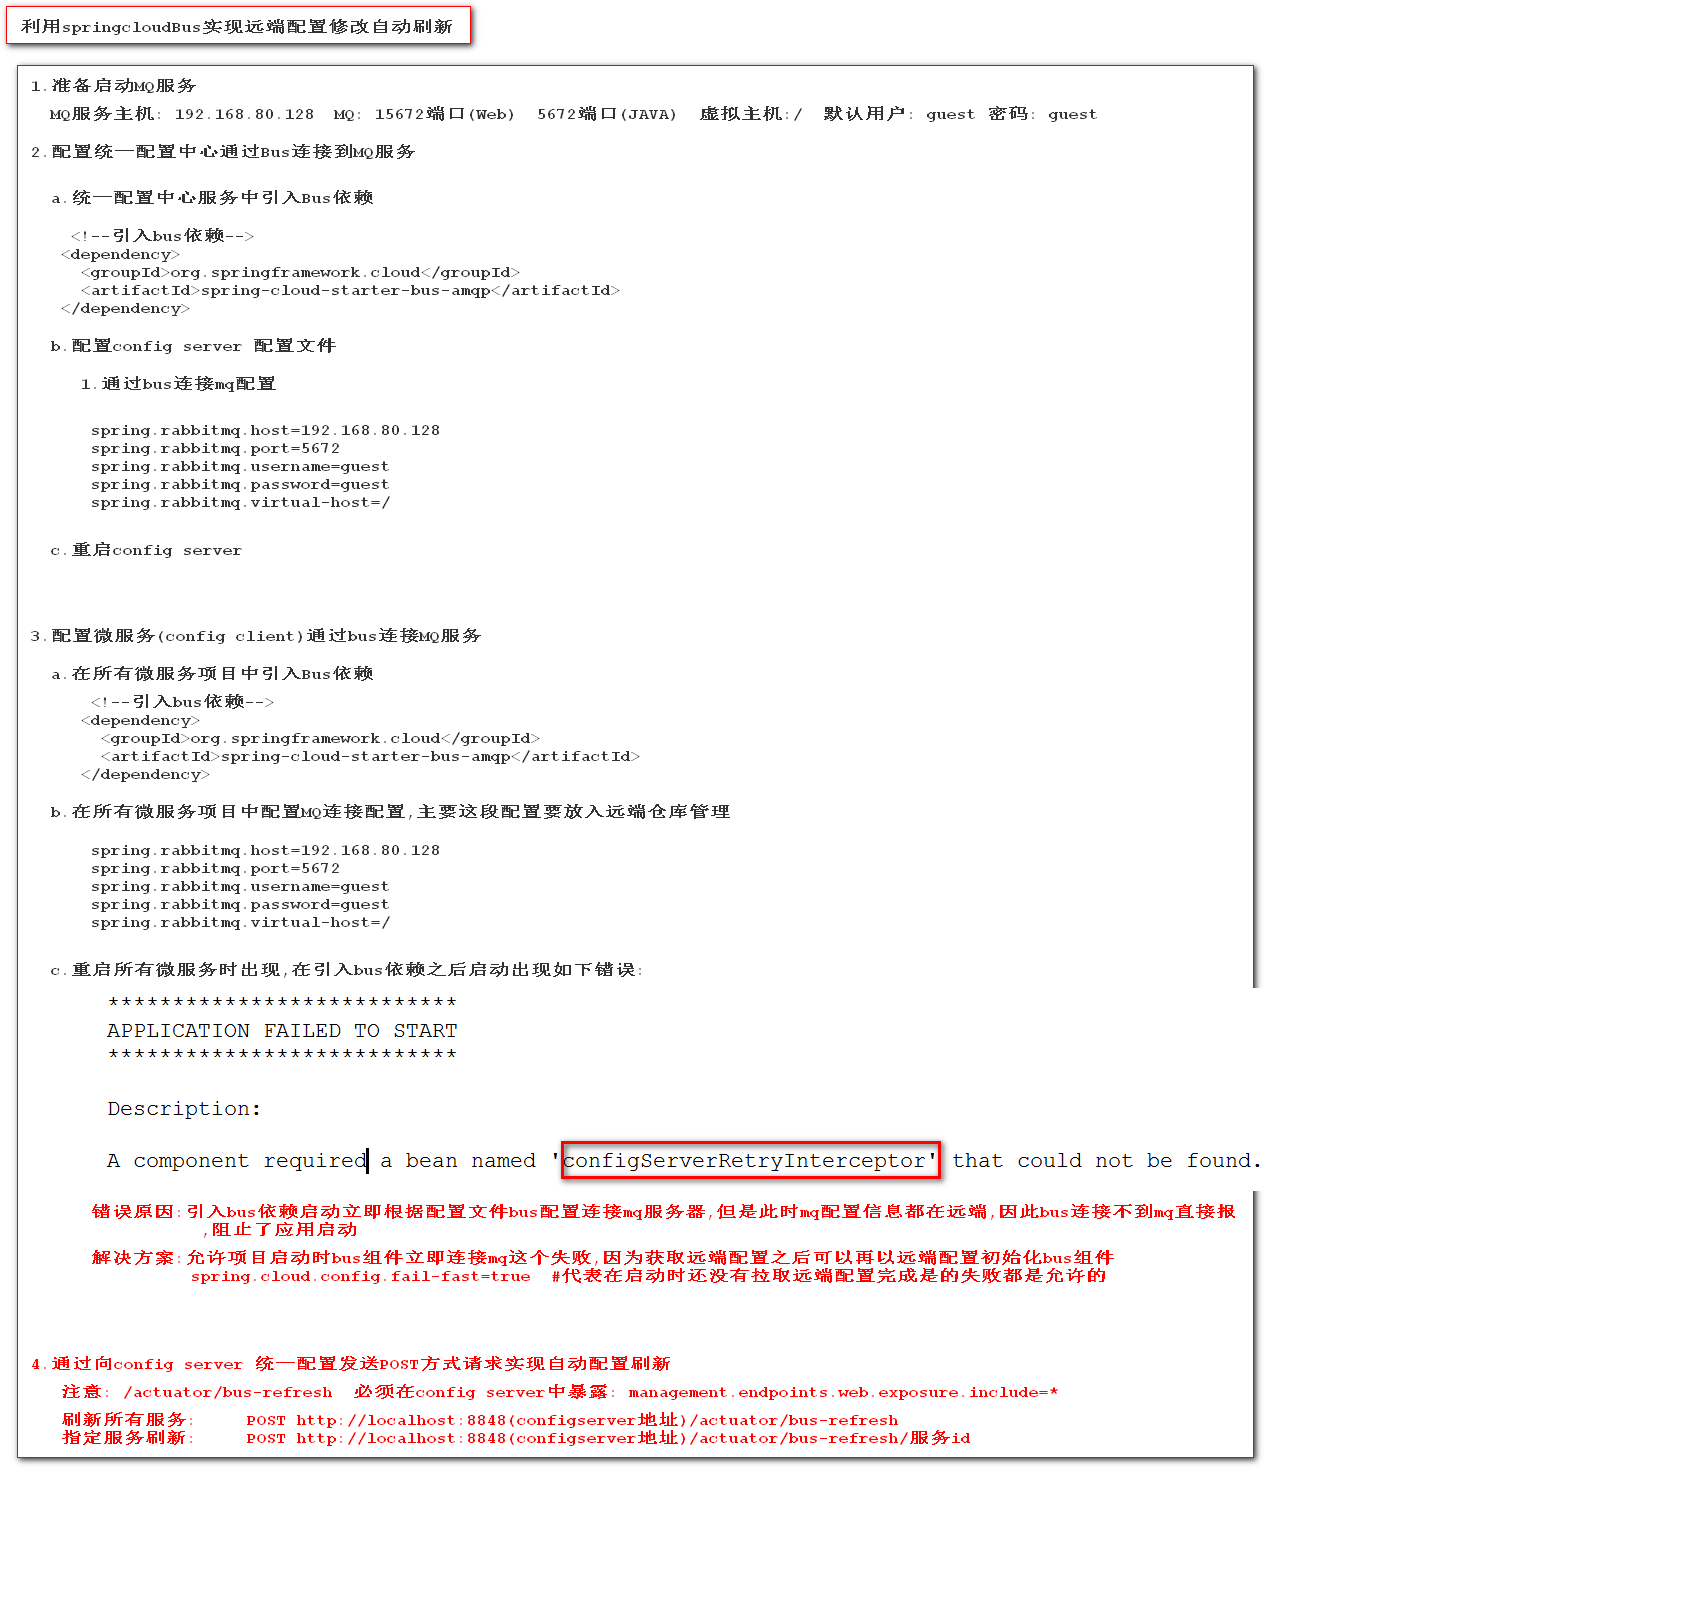 利用springcloudBus实现远端配置修改自动刷新
1.准备启动MQ服务
MQ服务主机: 192.168.80.128  MQ: 15672端口(Web)  5672端口(JAVA)  虚拟主机:/  默认用户: guest 密码: guest
2.配置统一配置中心通过Bus连接到MQ服务
a.统一配置中心服务中引入Bus依赖
<!--引入bus依赖-->
<dependency>
<groupId>org.springframework.cloud</groupId>
<artifactId>spring-cloud-starter-bus-amqp</artifactId>
</dependency>
b.配置config server 配置文件
1.通过bus连接mq配置
spring.rabbitmq.host=192.168.80.128
spring.rabbitmq.port=5672
spring.rabbitmq.username=guest
spring.rabbitmq.password=guest
spring.rabbitmq.virtual-host=/
c.重启config server
3.配置微服务(config client)通过bus连接MQ服务
a.在所有微服务项目中引入Bus依赖
<!--引入bus依赖-->
<dependency>
<groupId>org.springframework.cloud</groupId>
<artifactId>spring-cloud-starter-bus-amqp</artifactId>
</dependency>
b.在所有微服务项目中配置MQ连接配置,主要这段配置要放入远端仓库管理
spring.rabbitmq.host=192.168.80.128
spring.rabbitmq.port=5672
spring.rabbitmq.username=guest
spring.rabbitmq.password=guest
spring.rabbitmq.virtual-host=/
c.重启所有微服务时出现,在引入bus依赖之后启动出现如下错误:
***************************
APPLICATION FAILED TO START
***************************
Description:
A component required a bean named 'configServerRetryInterceptor' that could not be found.
错误原因:引入bus依赖启动立即根据配置文件bus配置连接mq服务器,但是此时mq配置信息都在远端,因此bus连接不到mq直接报
,阻止了应用启动
解决方案:允许项目启动时bus组件立即连接mq这个失败,因为获取远端配置之后可以再以远端配置初始化bus组件
spring.cloud.config.fail-fast=true  #代表在启动时还没有拉取远端配置完成是的失败都是允许的
4.通过向config server 统一配置发送POST方式请求实现自动配置刷新
注意: /actuator/bus-refresh  必须在config server中暴露: management.endpoints.web.exposure.include=*
刷新所有服务:  POST http://localhost:8848(configserver地址)/actuator/bus-refresh
指定服务刷新:  POST http://localhost:8848(configserver地址)/actuator/bus-refresh/服务id